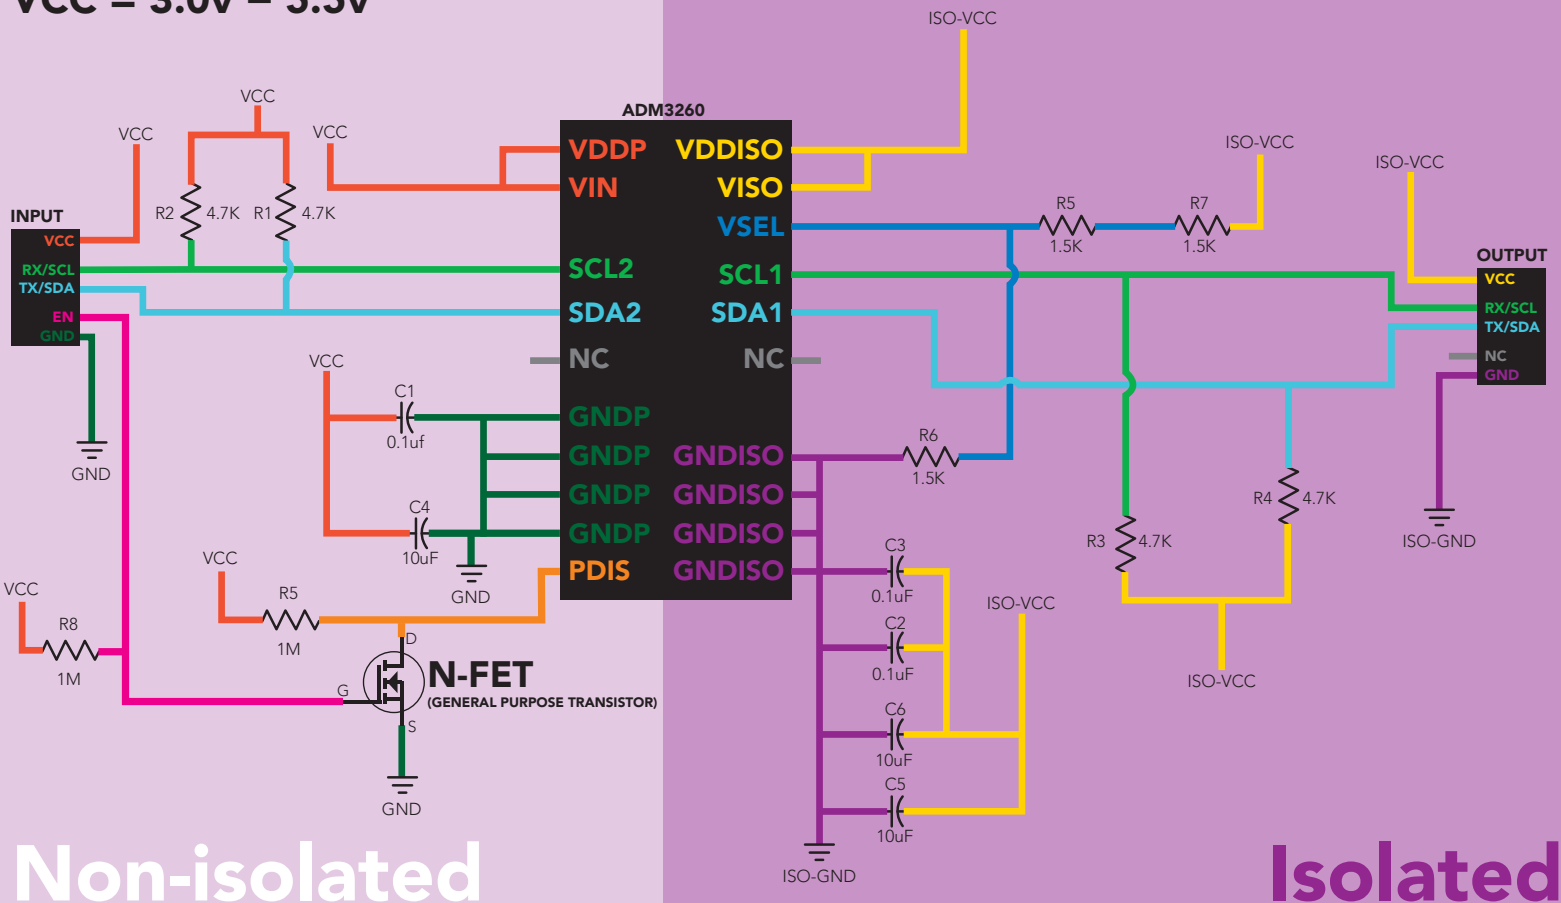 VCC = 3.0v – 5.5v
ISO-VCC
VCC
ADM3260
VCC
VCC
VDDP
VDDISO
ISO-VCC
ISO-VCC
VIN
VISO
R2
4.7K
R1
4.7K
R5
1.5K
R7
1.5K
INPUT
VSEL
VCC
OUTPUT
RX/SCL
SCL2
SCL1
VCC
TX/SDA
SDA2
SDA1
RX/SCL
EN
TX/SDA
GND
NC
NC
NC
VCC
GND
C1
0.1uf
GNDP
GND
GNDP
GNDISO
R6
1.5K
GNDP
GNDISO
R4
4.7K
C4
10uF
GNDP
GNDISO
R3
4.7K
ISO-GND
VCC
PDIS
GNDISO
C3
0.1uF
GND
VCC
R5
1M
ISO-VCC
R8
1M
D
C2
0.1uF
N-FET
G
(GENERAL PURPOSE TRANSISTOR)
ISO-VCC
S
C6
10uF
C5
10uF
GND
ISO-GND
Non-isolated
Isolated